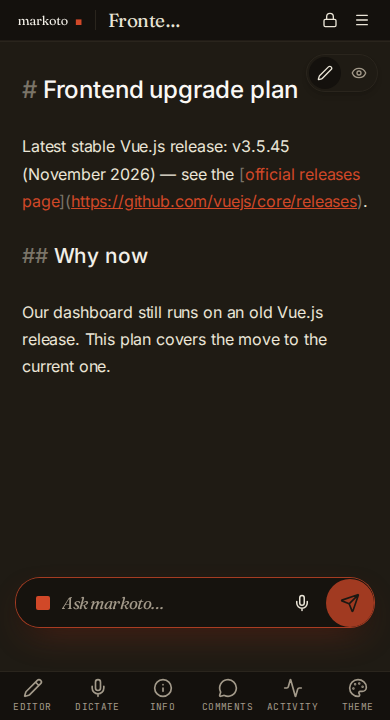 markoto
Fronte...
# Frontend upgrade plan
Latest stable Vue.js release: v3.5.45
(November 2026) — see the [official releases
page](https://github.com/vuejs/core/releases).
## Why now
Our dashboard still runs on an old Vue.js
release. This plan covers the move to the
current one.
Ask markoto...
EDITOR DICTATE INFO COMMENTS ACTIVITY THEME